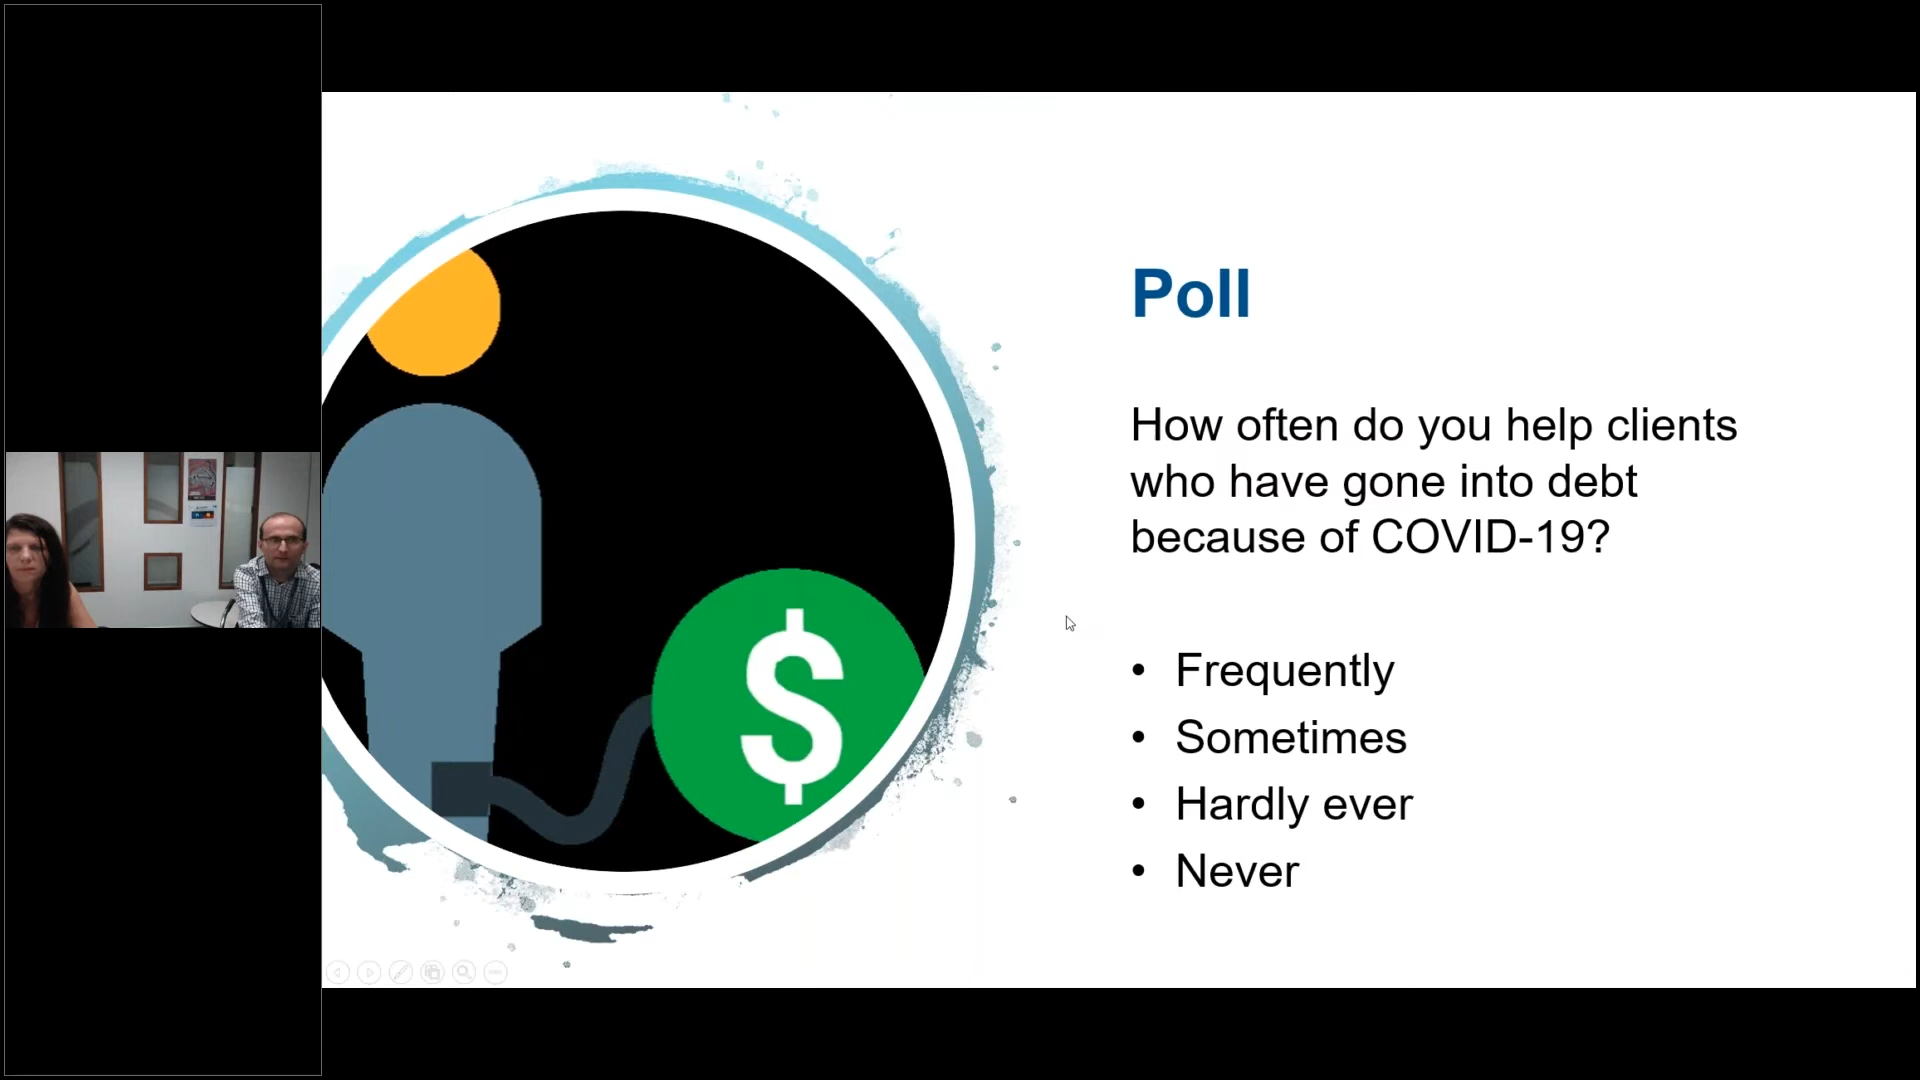 Poll
How often do you help clients
who have gone into debt
because of COVID-19?
• Frequently
• Sometimes
• Hardly ever
• Never
$